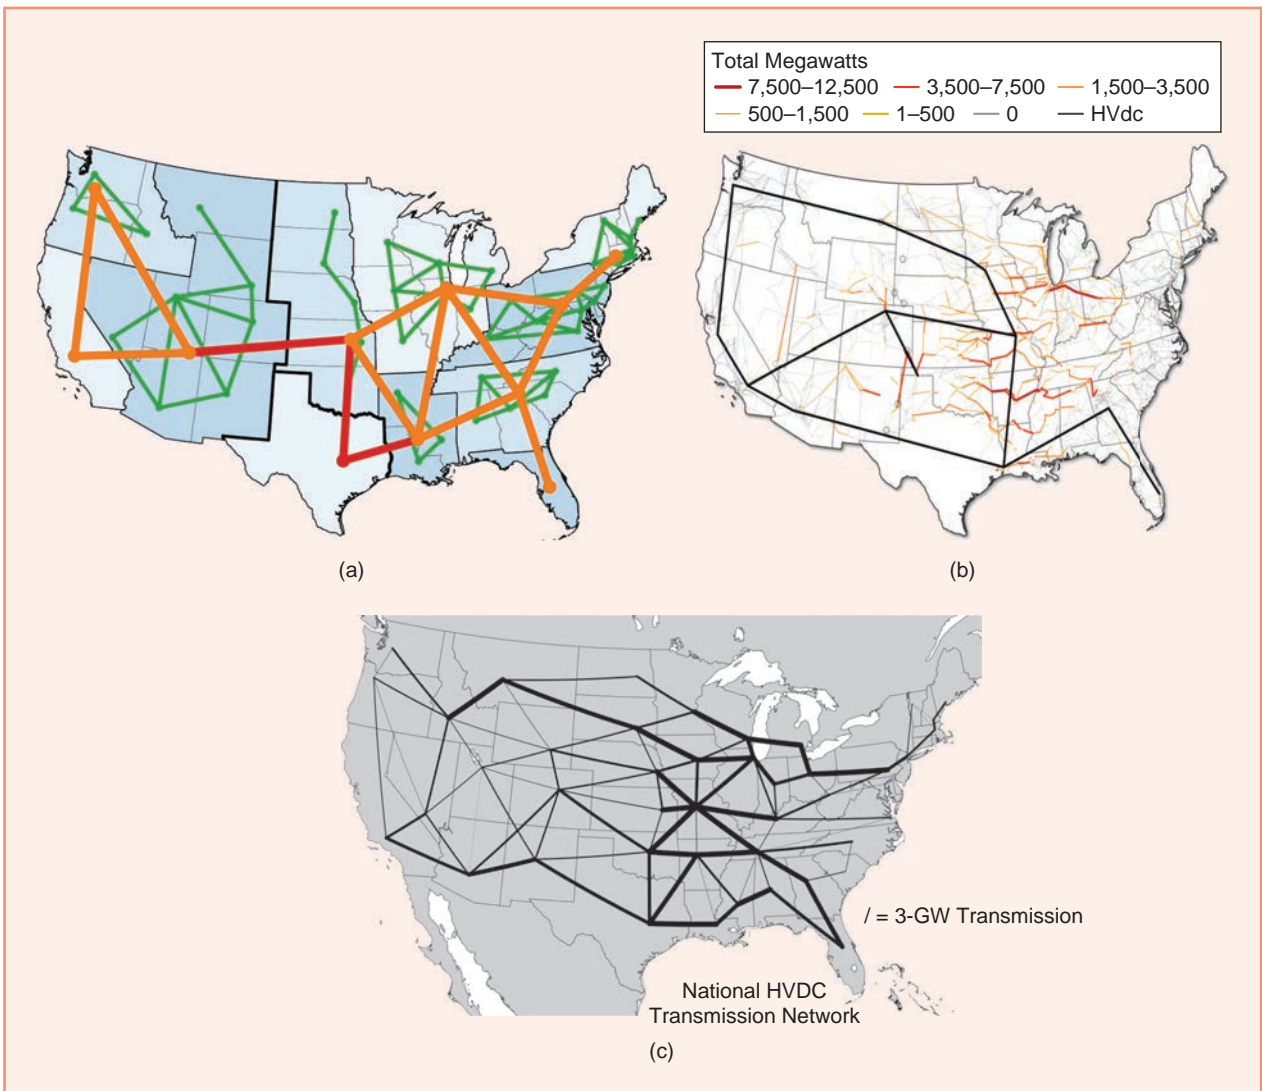 Total Megawatts
7,500–12,500 3,500–7,500 1,500–3,500
500–1,500 1–500 0 HVdc
(a)
(b)
/ = 3-GW Transmission
National HVDC
Transmission Network
(c)